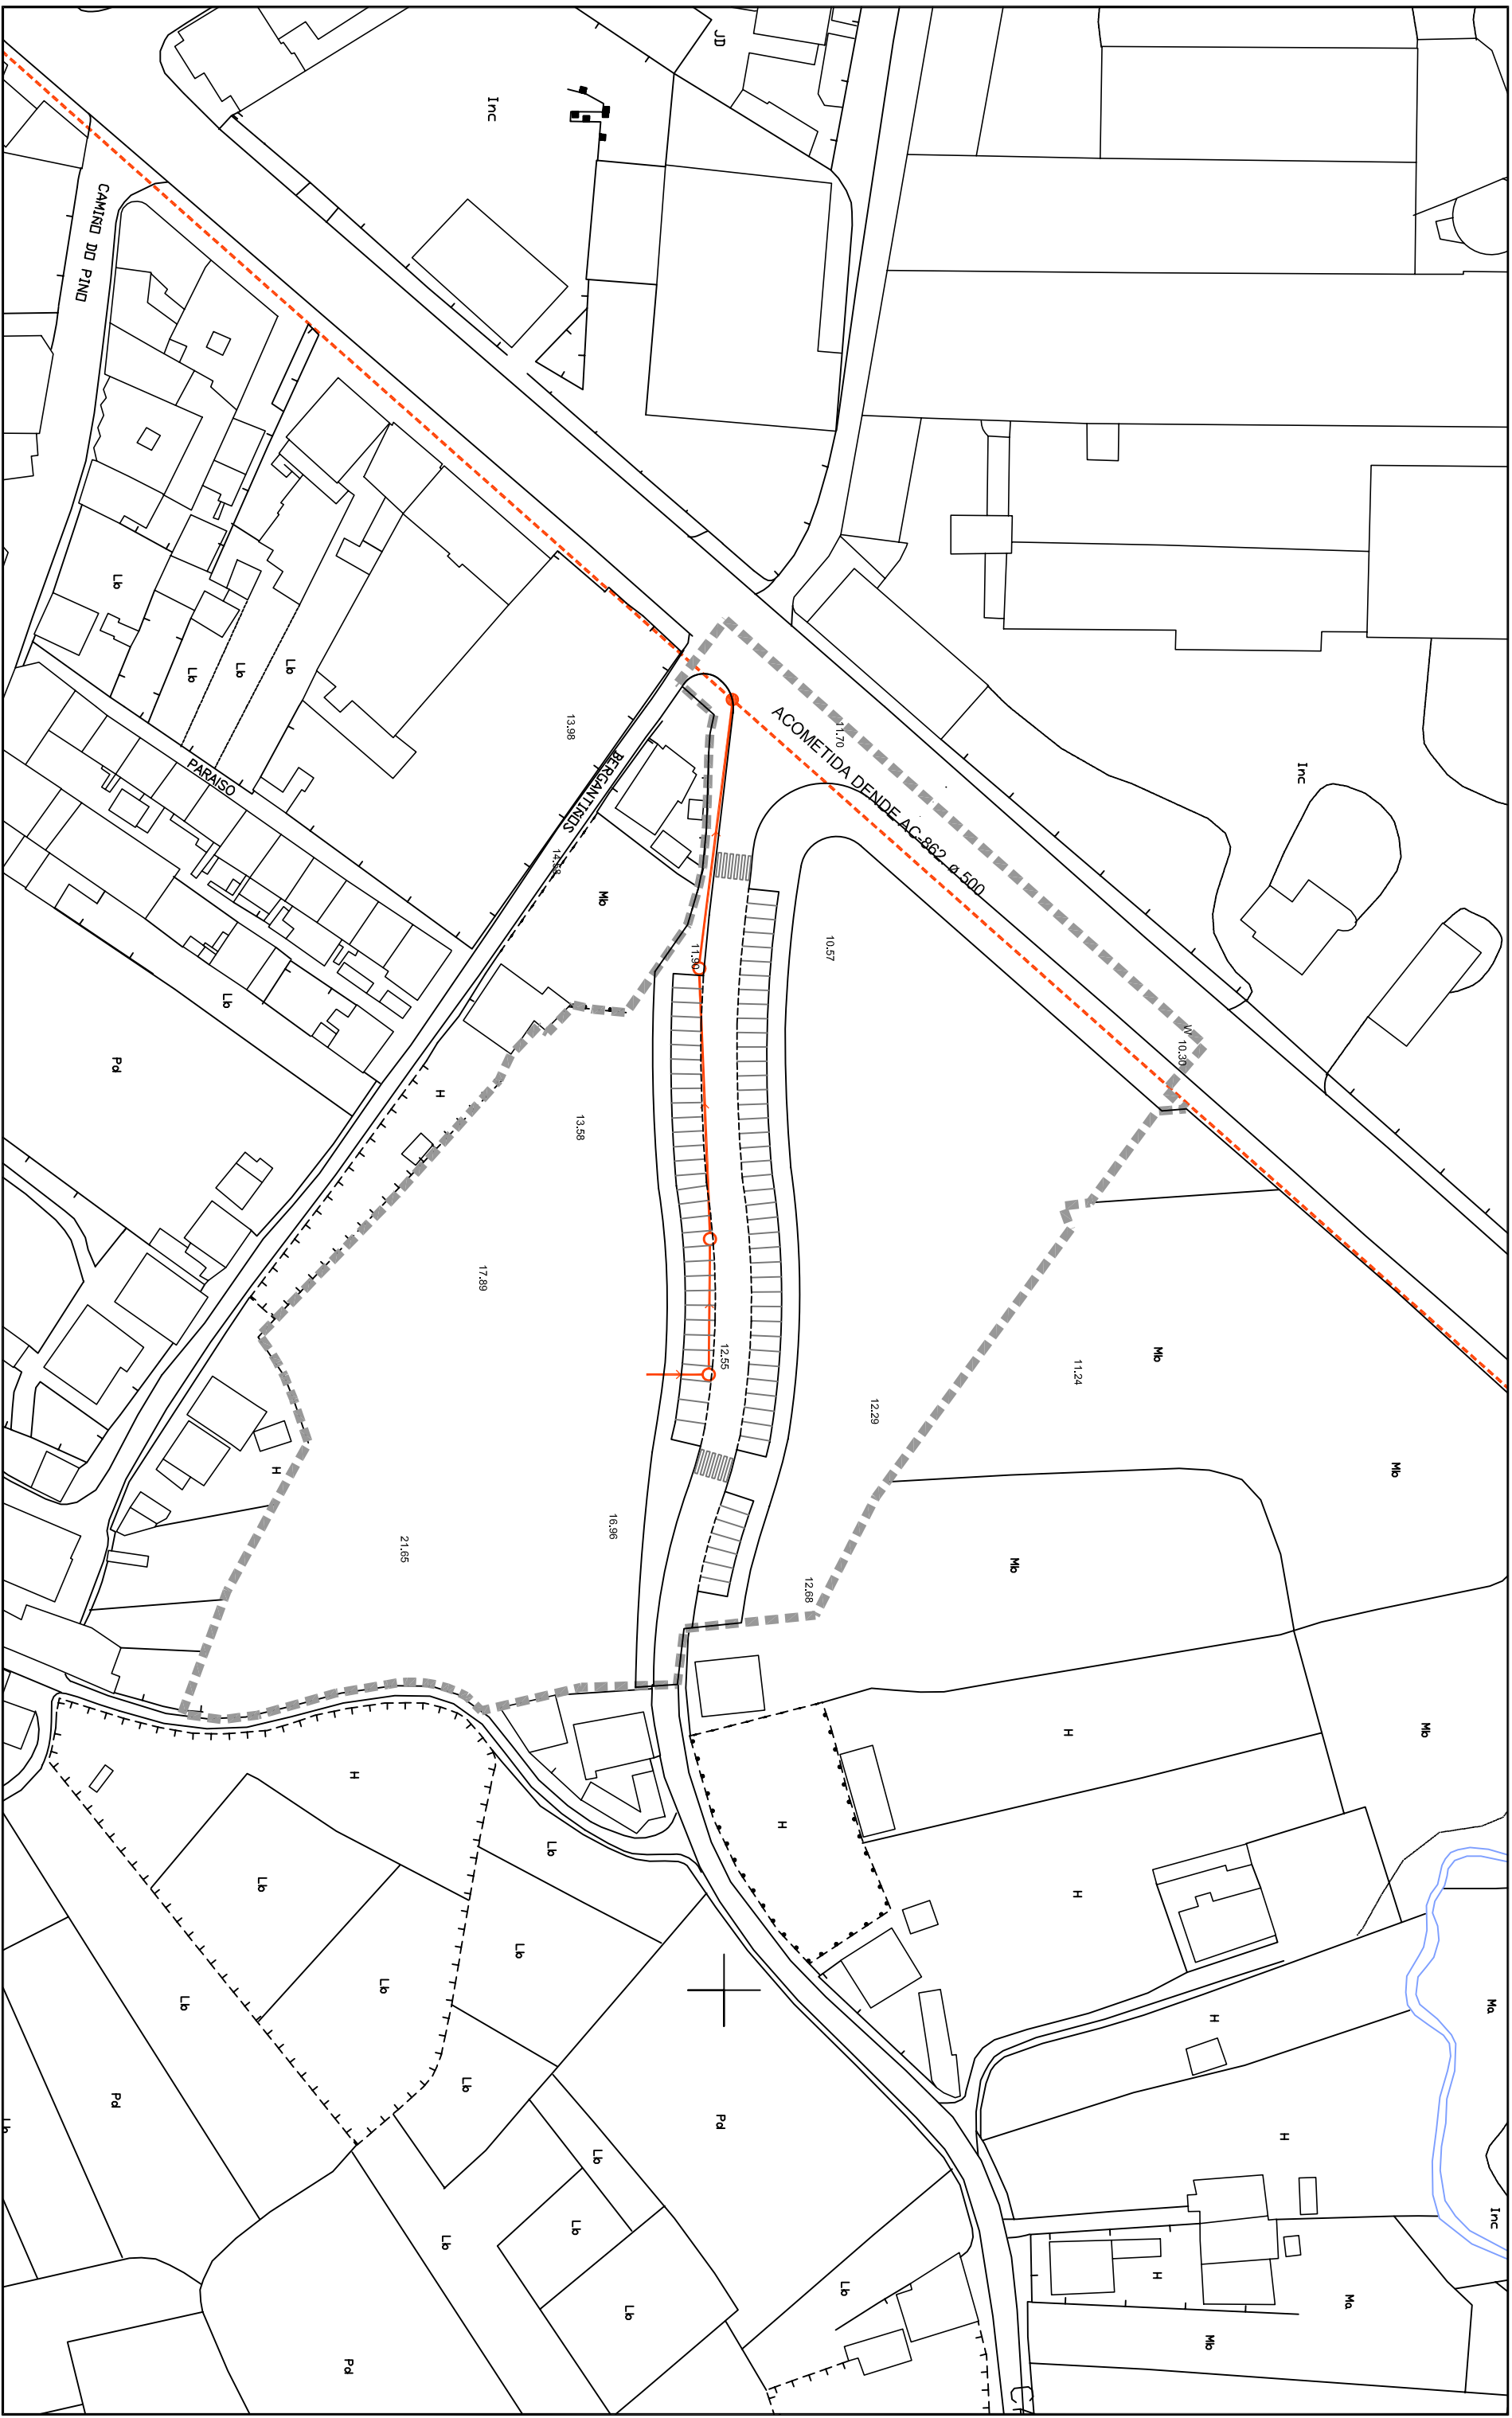 JD
Inc
CAMIÑO DO PINO
Lb
Lb
Lb
Lb
PARAISO
13.98
BERGANTIÑOS
14.68
Mb
11.70
ACOMETIDA DENDE AC-862, ø 500
Inc
10.57
11.90
W
10.30
Lb
Pd
H
13.58
17.89
12.55
11.24
Mb
12.29
Mb
H
21.65
16.96
12.68
Mb
Mb
H
H
H
Lb
Lb
H
Lb
Lb
Lb
Ma
H
Lb
Pd
Pd
H
Lb
Inc
Lb
Lb
H
Lb
Ma
Lb
Mb
Pd